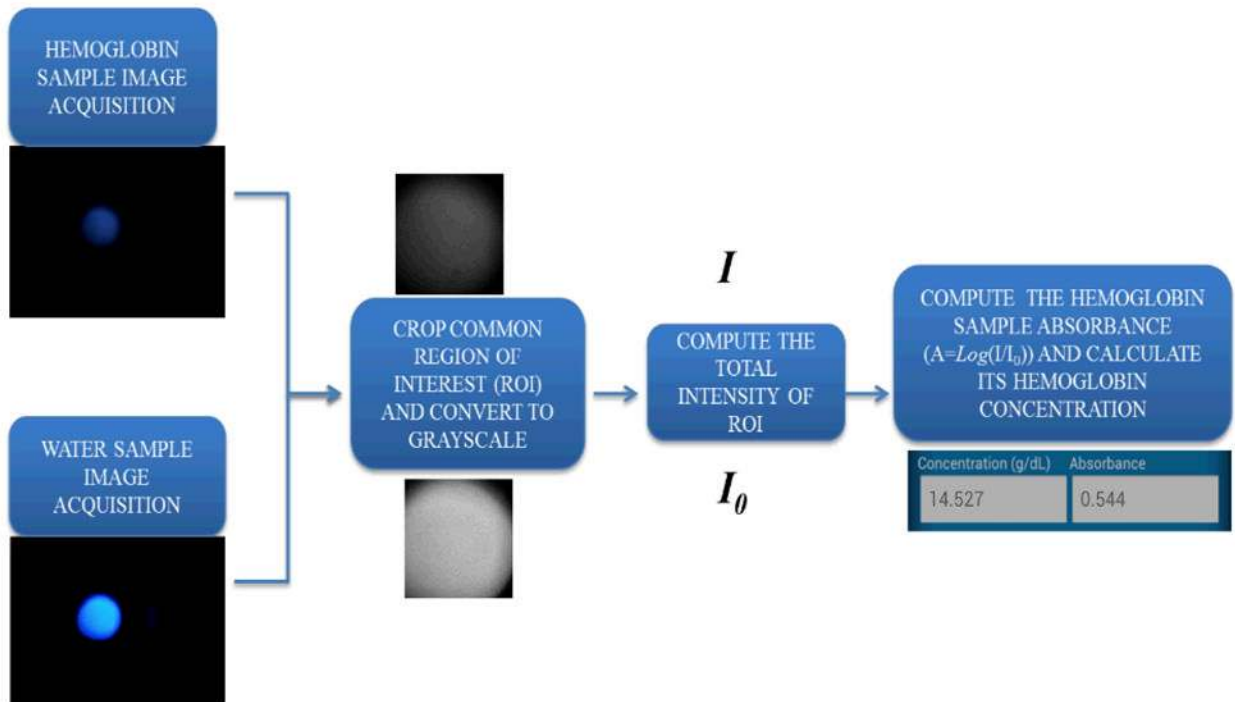 HEMOGLOBIN
SAMPLE IMAGE
ACQUISITION
WATER SAMPLE
IMAGE
ACQUISITION
CROP COMMON
REGION OF
INTEREST (ROI)
AND CONVERT TO
GRAYSCALE
I
COMPUTE THE
TOTAL
INTENSITY OF
ROI
I₀
COMPUTE THE HEMOGLOBIN
SAMPLE ABSORBANCE
(A=Log(I/I₀)) AND CALCULATE
ITS HEMOGLOBIN
CONCENTRATION
Concentration (g/dL) Absorbance
14.527 0.544